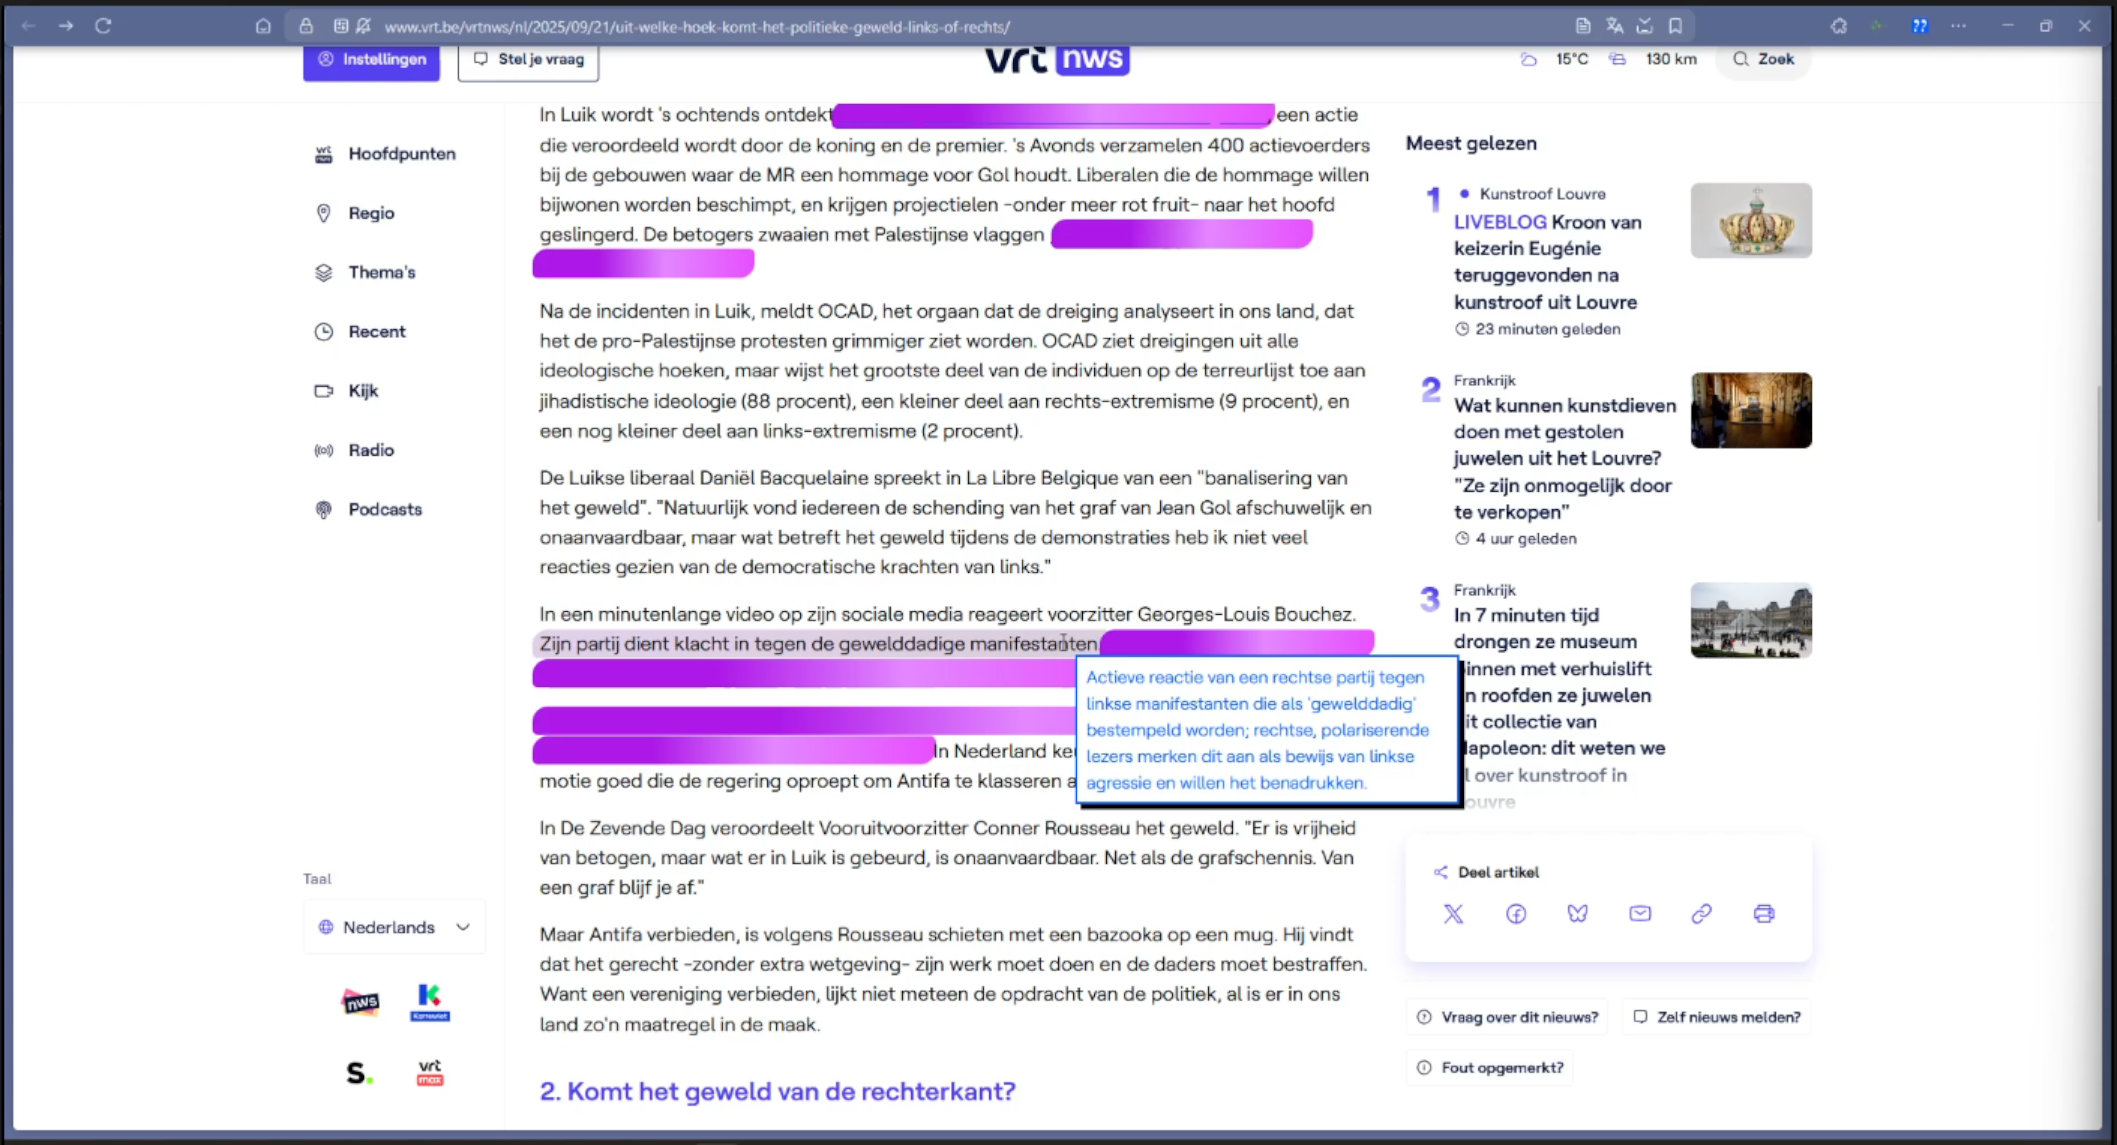 www.vrt.be/vrtnws/nl/2025/09/21/uit-welke-hoek-komt-het-politieke-geweld-links-of-rechts/
??
Instellingen
Stel je vraag
vrt nws
15°C
130 km
Zoek
Hoofdpunten
Regio
Thema's
Recent
Kijk
Radio
Podcasts
Taal
Nederlands
nws
K
Karrewiet
S.
vrt
max
In Luik wordt 's ochtends ontdekt
, een actie
die veroordeeld wordt door de koning en de premier. 's Avonds verzamelen 400 actievoerders
bij de gebouwen waar de MR een hommage voor Gol houdt. Liberalen die de hommage willen
bijwonen worden beschimpt, en krijgen projectielen -onder meer rot fruit- naar het hoofd
geslingerd. De betogers zwaaien met Palestijnse vlaggen
Na de incidenten in Luik, meldt OCAD, het orgaan dat de dreiging analyseert in ons land, dat
het de pro-Palestijnse protesten grimmiger ziet worden. OCAD ziet dreigingen uit alle
ideologische hoeken, maar wijst het grootste deel van de individuen op de terreurlijst toe aan
jihadistische ideologie (88 procent), een kleiner deel aan rechts-extremisme (9 procent), en
een nog kleiner deel aan links-extremisme (2 procent).
De Luikse liberaal Daniël Bacquelaine spreekt in La Libre Belgique van een "banalisering van
het geweld". "Natuurlijk vond iedereen de schending van het graf van Jean Gol afschuwelijk en
onaanvaardbaar, maar wat betreft het geweld tijdens de demonstraties heb ik niet veel
reacties gezien van de democratische krachten van links."
In een minutenlange video op zijn sociale media reageert voorzitter Georges-Louis Bouchez.
Zijn partij dient klacht in tegen de gewelddadige manifestanten
Actieve reactie van een rechtse partij tegen
linkse manifestanten die als 'gewelddadig'
bestempeld worden; rechtse, polariserende
lezers merken dit aan als bewijs van linkse
agressie en willen het benadrukken.
In Nederland
motie goed die de regering oproept om Antifa te klasseren
In De Zevende Dag veroordeelt Vooruitvoorzitter Conner Rousseau het geweld. "Er is vrijheid
van betogen, maar wat er in Luik is gebeurd, is onaanvaardbaar. Net als de grafschennis. Van
een graf blijf je af."
Maar Antifa verbieden, is volgens Rousseau schieten met een bazooka op een mug. Hij vindt
dat het gerecht -zonder extra wetgeving- zijn werk moet doen en de daders moet bestraffen.
Want een vereniging verbieden, lijkt niet meteen de opdracht van de politiek, al is er in ons
land zo'n maatregel in de maak.
2. Komt het geweld van de rechterkant?
Meest gelezen
1
Kunstroof Louvre
LIVEBLOG Kroon van
keizerin Eugénie
teruggevonden na
kunstroof uit Louvre
23 minuten geleden
2
Frankrijk
Wat kunnen kunstdieven
doen met gestolen
juwelen uit het Louvre?
"Ze zijn onmogelijk door
te verkopen"
4 uur geleden
3
Frankrijk
In 7 minuten tijd
drongen ze museum
binnen met verhuislift
en roofden ze juwelen
uit collectie van
Napoleon: dit weten we
al over kunstroof in
Louvre
Deel artikel
Vraag over dit nieuws?
Zelf nieuws melden?
Fout opgemerkt?